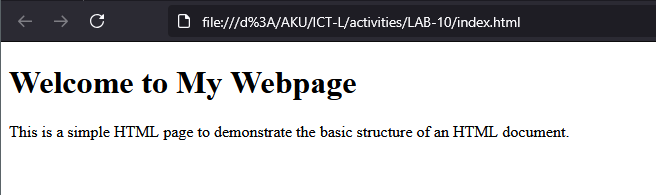 file:///d%3A/AKU/ICT-L/activities/LAB-10/index.html
Welcome to My Webpage
This is a simple HTML page to demonstrate the basic structure of an HTML document.